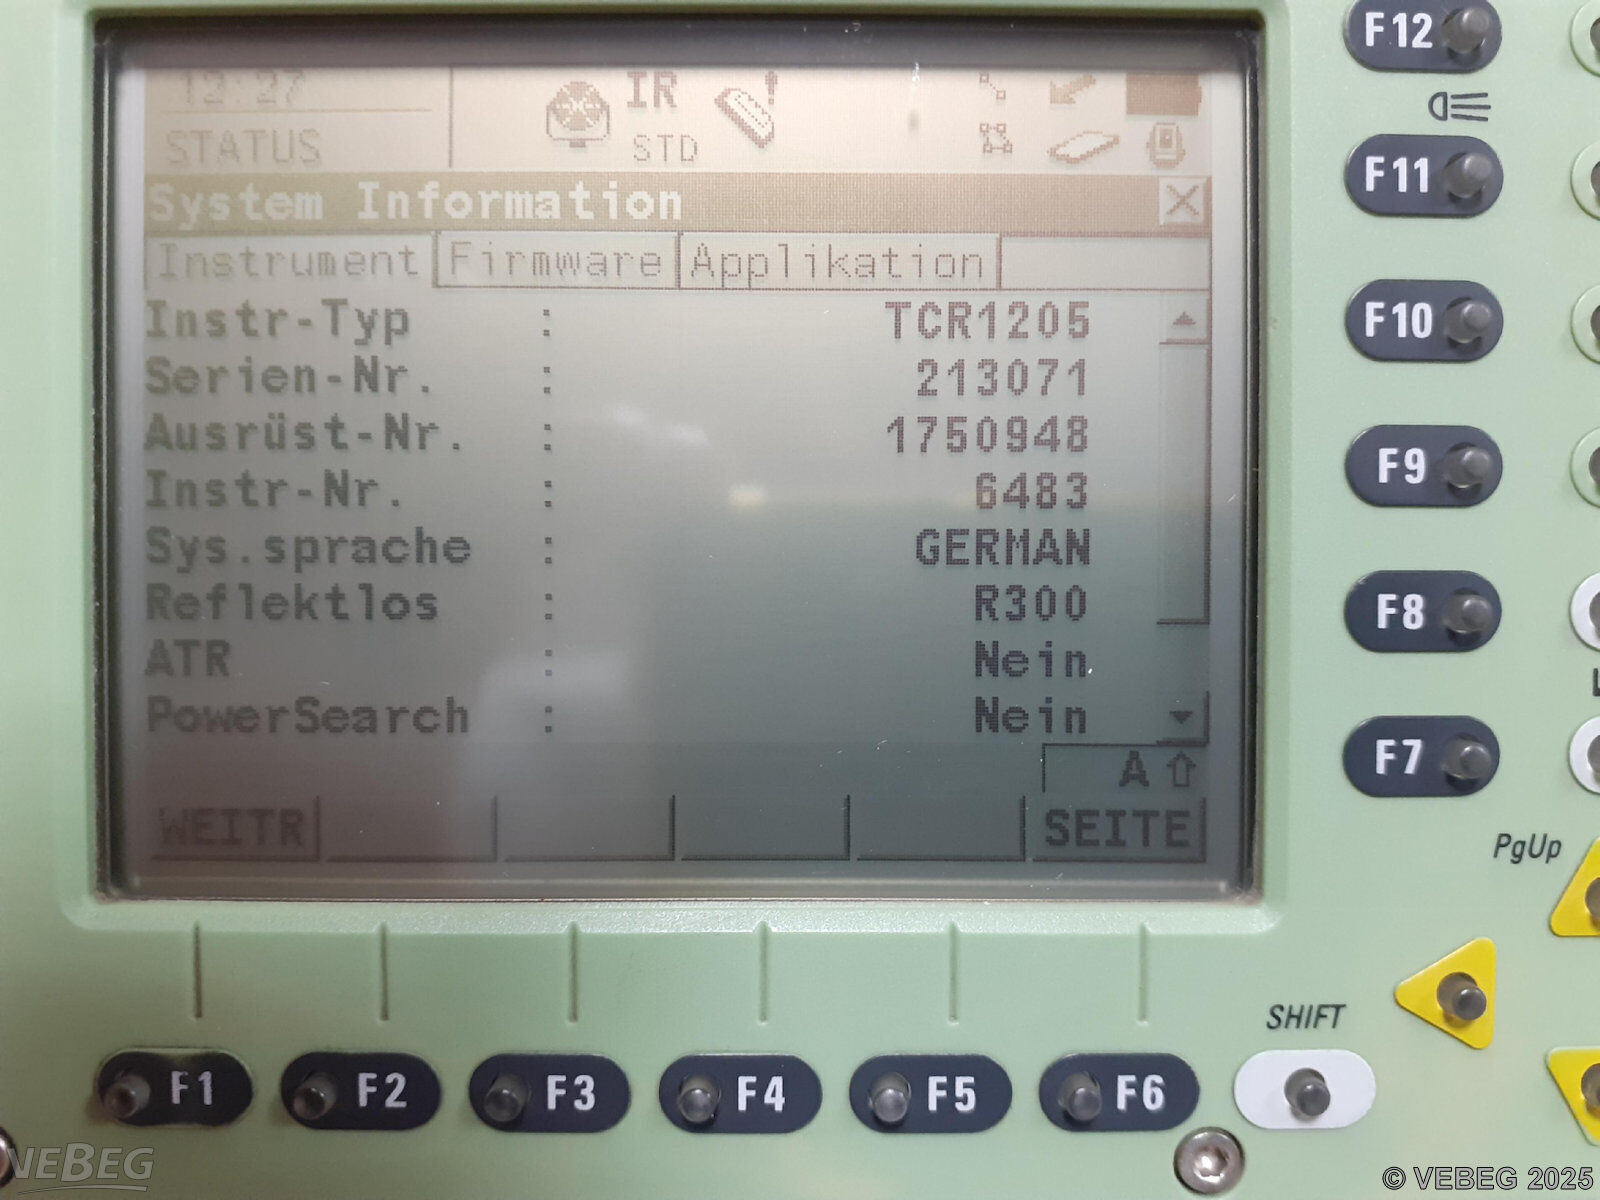 12:27
IR
STATUS
STD
System Information
Instrument Firmware Applikation
Instr-Typ : TCR1205
Serien-Nr. : 213071
Ausrüst-Nr. : 1750948
Instr-Nr. : 6483
Sys.sprache : GERMAN
Reflektlos : R300
ATR : Nein
PowerSearch : Nein
A
WEITR SEITE
F12
F11
F10
F9
F8
F7
PgUp
SHIFT
F1 F2 F3 F4 F5 F6
VEBEG
© VEBEG 2025